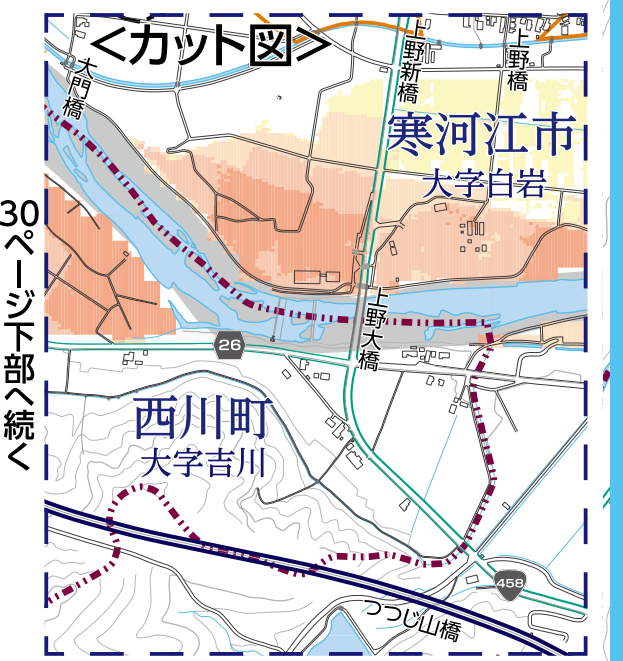 <カット図>
大門橋
上野新橋
上野橋
寒河江市
大字白岩
30ページ下部へ続く
上野大橋
26
西川町
大字吉川
458
つつじ山橋